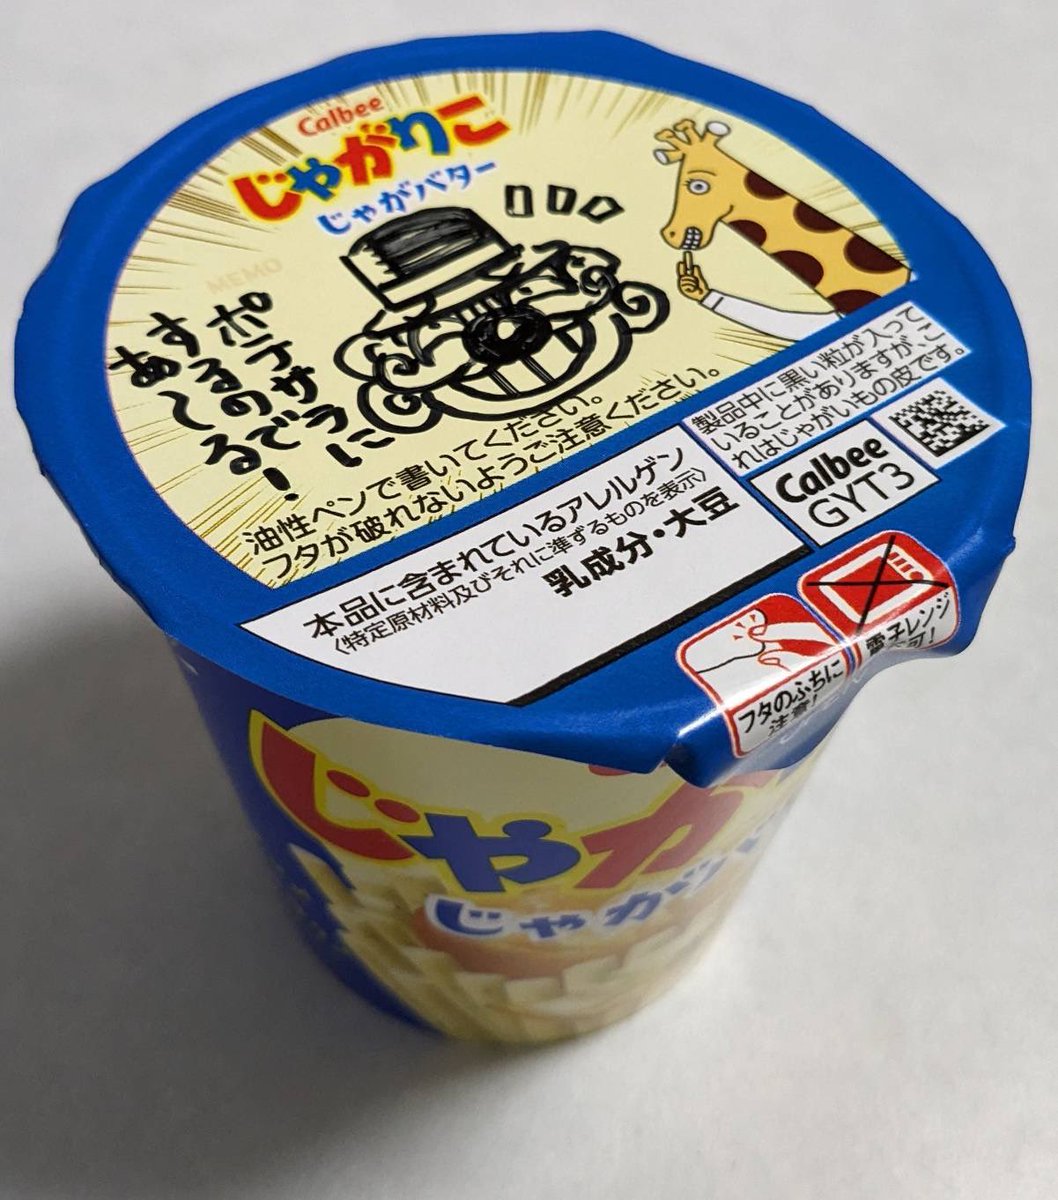 Calbee
じゃがりこ
じゃがバター
MEMO
ポテサラに
するのでーる！
あ〜
油性ペンで書いてください。
フタが破れないようご注意ください。
製品中に黒い粒が入って
いることがありますが、こ
れはじゃがいもの皮です。
Calbee
GYT3
本品に含まれているアレルゲン
〈特定原材料及びそれに準ずるものを表示〉
乳成分・大豆
フタのふちに
注意！
電子レンジ
不可！
じゃが
じゃが